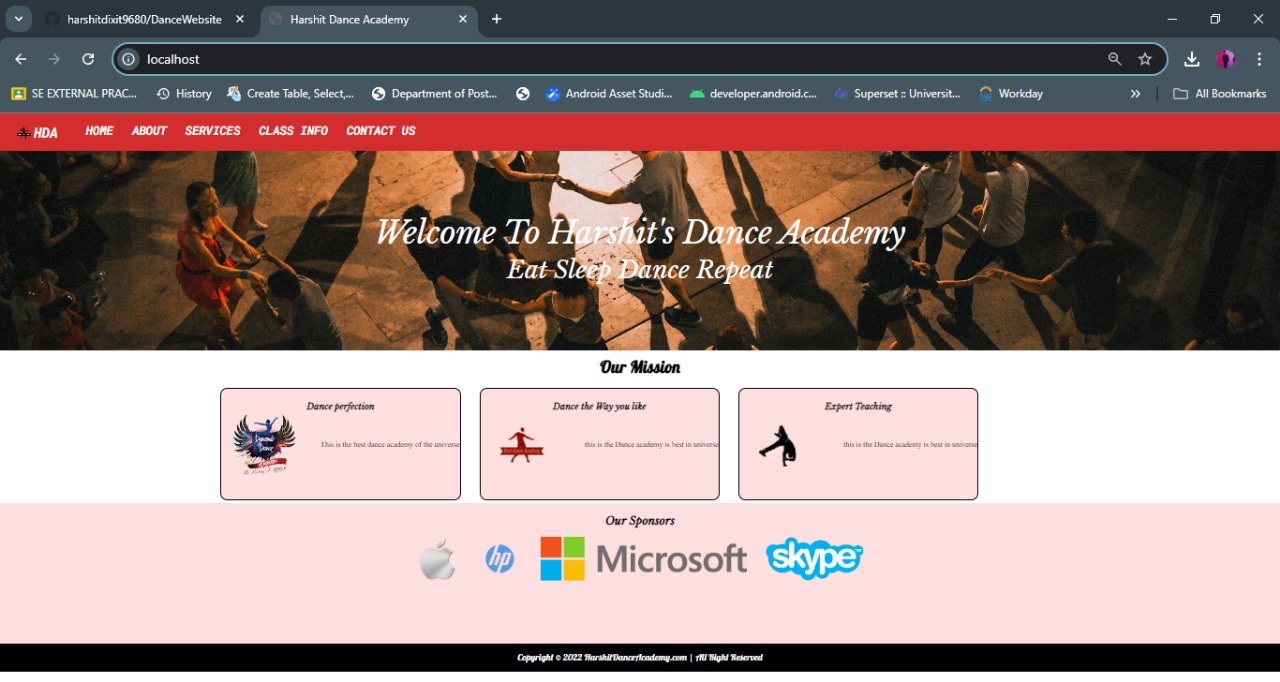 harshitdixit9680/DanceWebsite
Harshit Dance Academy
localhost
SE EXTERNAL PRAC...
History
Create Table, Select,...
Department of Post...
Android Asset Studi...
developer.android.c...
Superset :: Universit...
Workday
All Bookmarks
HDA
HOME
ABOUT
SERVICES
CLASS INFO
CONTACT US
Welcome To Harshit's Dance Academy
Eat Sleep Dance Repeat
Our Mission
Dance perfection
This is the best dance academy of the universe
Dance the Way you like
this is the Dance academy is best in universe
Expert Teaching
this is the Dance academy is best in universe
Our Sponsors
hp
Microsoft
skype
Copyright © 2022 HarshitDanceAcademy.com | All Right Reserved